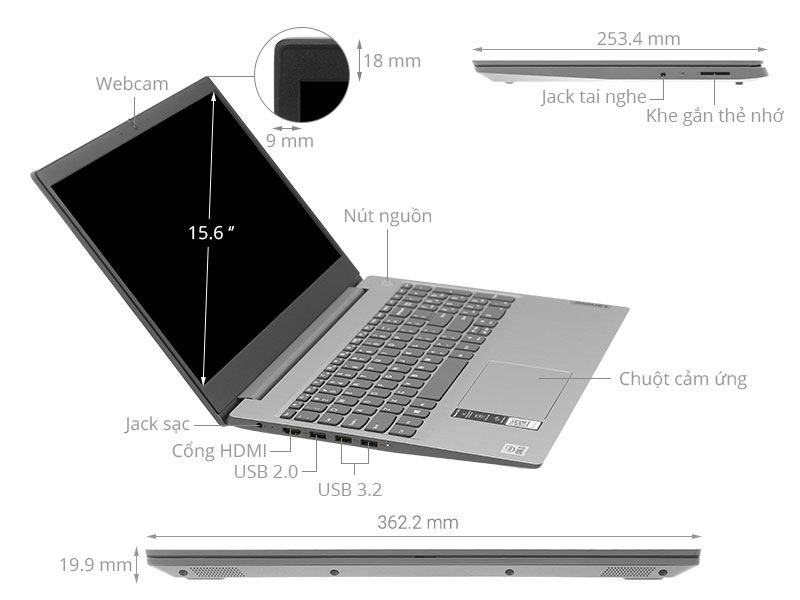 18 mm
253.4 mm
Webcam
Jack tai nghe
Khe gắn thẻ nhớ
9 mm
Nút nguồn
15.6 “
Chuột cảm ứng
Jack sạc
Cổng HDMI
USB 2.0
USB 3.2
362.2 mm
19.9 mm